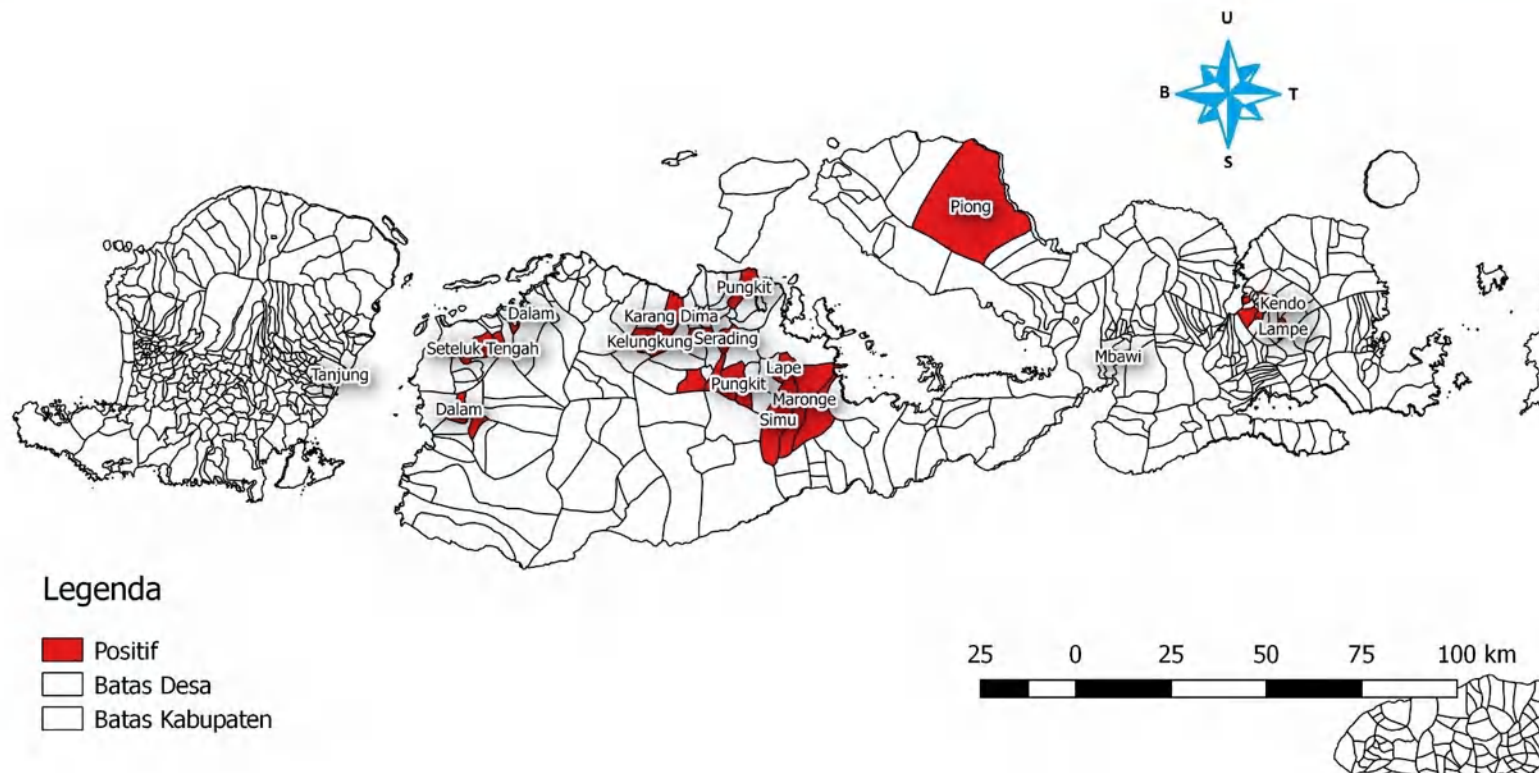 U
B
T
S
Piong
Pungkit
Dalam
Karang Dima
Kendo
Seteluk Tengah
Kelungkung
Serading
Lampe
Mbawi
Tanjung
Lape
Pungkit
Maronge
Dalam
Simu
Legenda
Positif
Batas Desa
Batas Kabupaten
25 0 25 50 75 100 km